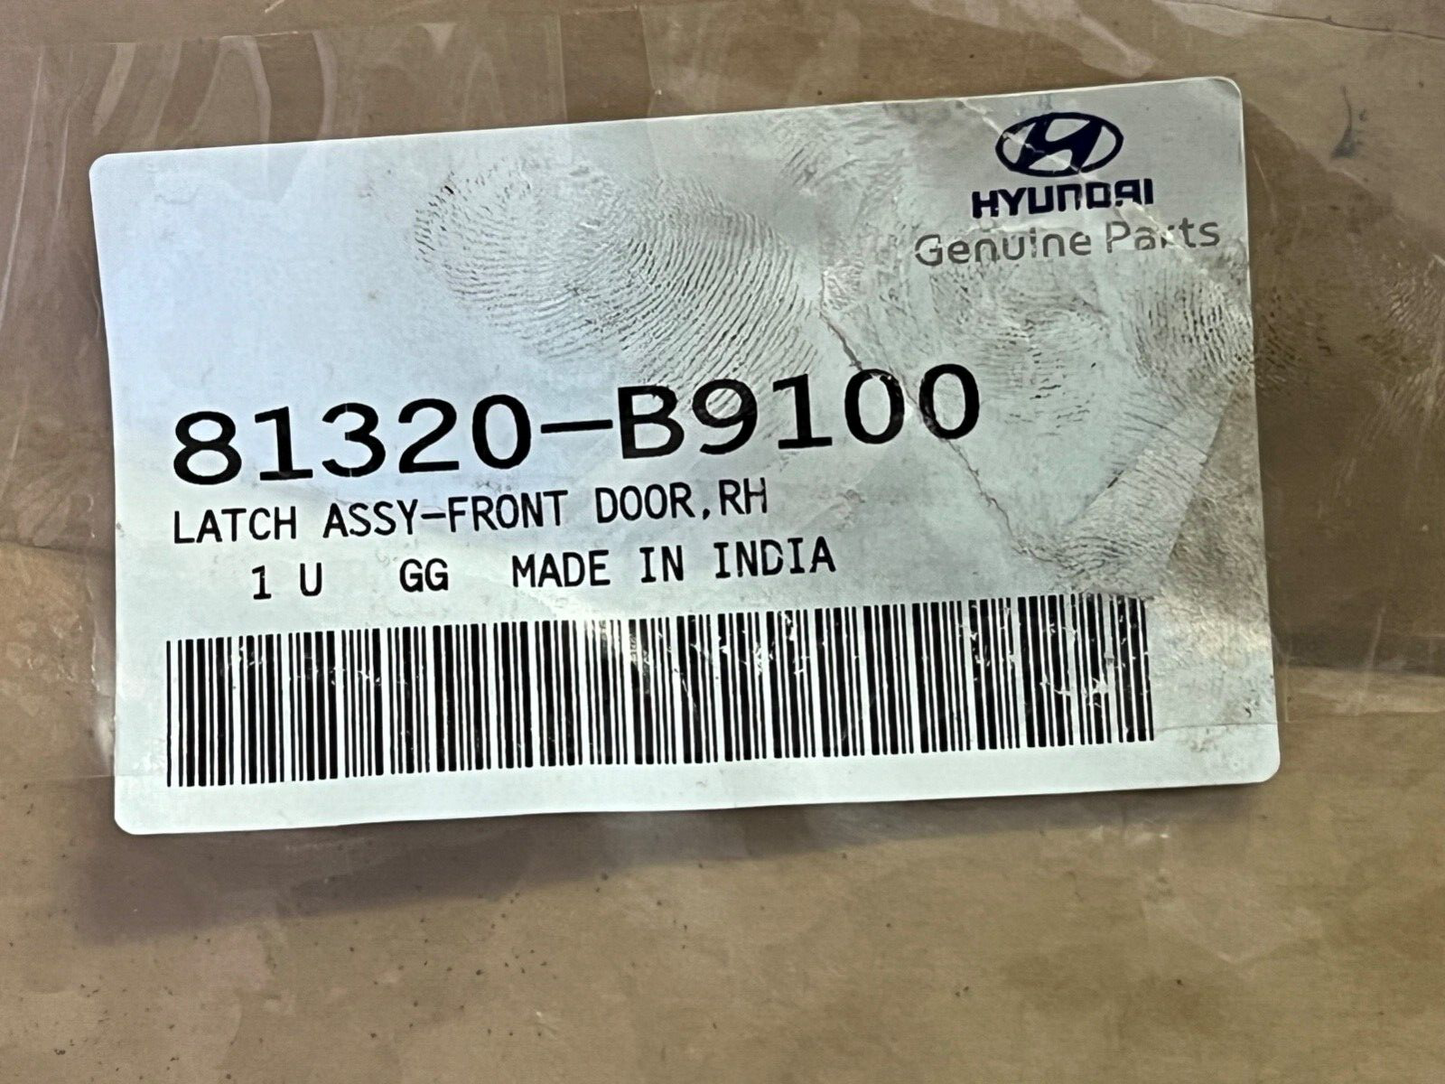 HYUNDAI
Genuine Parts
81320-B9100
LATCH ASSY-FRONT DOOR,RH
1 U GG MADE IN INDIA